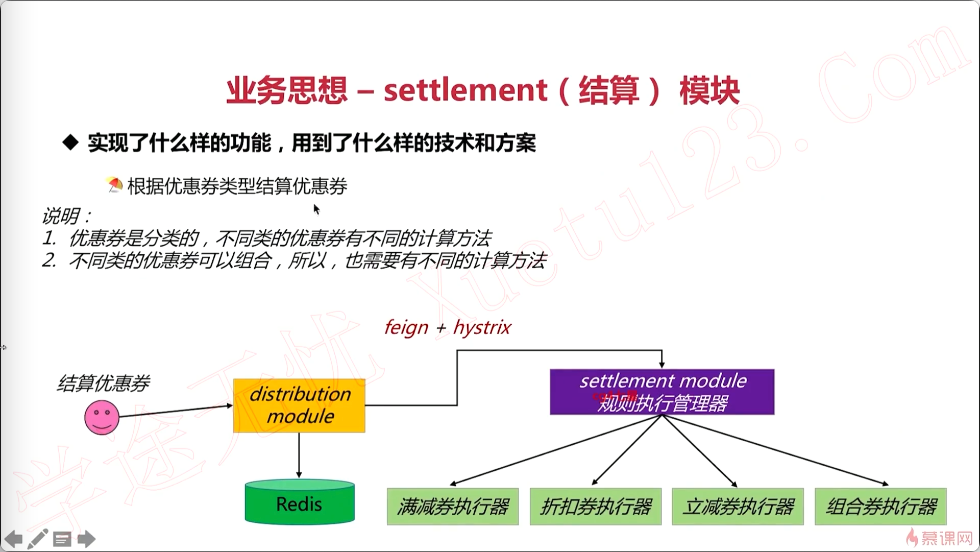 业务思想 – settlement（结算） 模块
◆ 实现了什么样的功能，用到了什么样的技术和方案
根据优惠券类型结算优惠券
说明：
1. 优惠券是分类的，不同类的优惠券有不同的计算方法
2. 不同类的优惠券可以组合，所以，也需要有不同的计算方法
feign + hystrix
结算优惠券
distribution
module
settlement module
规则执行管理器
Redis
满减券执行器
折扣券执行器
立减券执行器
组合券执行器
学途无忧 Xuetu123.Com
慕课网